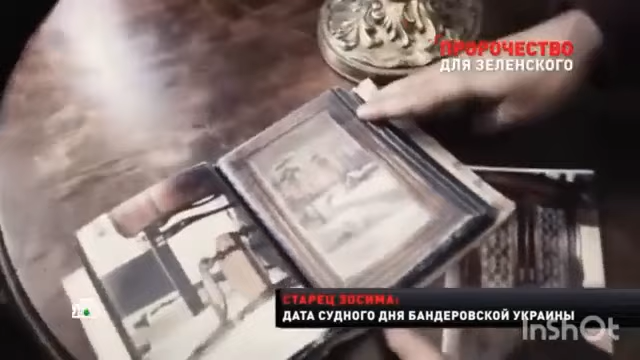 ПРОРОЧЕСТВО
ДЛЯ ЗЕЛЕНСКОГО
СТАРЕЦ ЗОСИМА:
ДАТА СУДНОГО ДНЯ БАНДЕРОВСКОЙ УКРАИНЫ
НТВ
InShOt